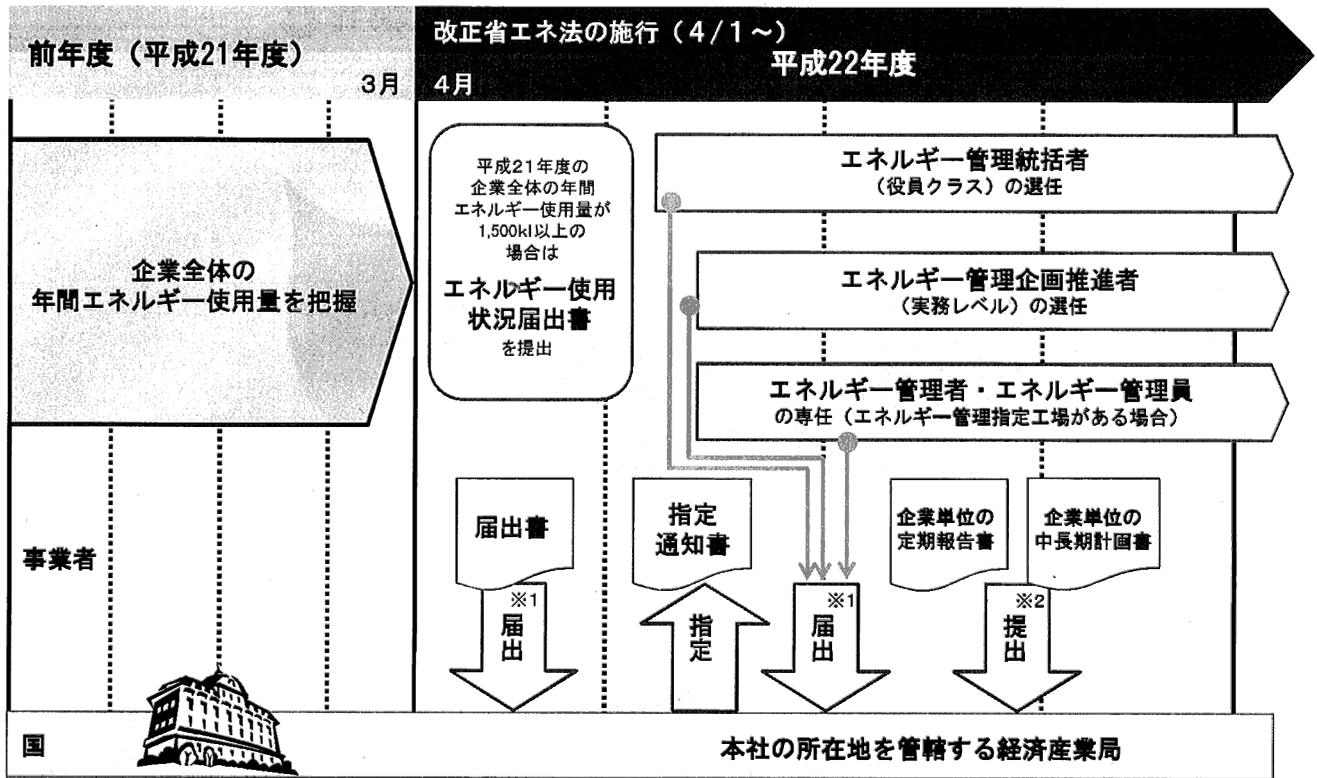 前年度（平成21年度）
3月
改正省エネ法の施行（4/1～）
平成22年度
4月
企業全体の
年間エネルギー使用量を把握
平成21年度の
企業全体の年間
エネルギー使用量が
1,500kl以上の
場合は
エネルギー使用
状況届出書
を提出
エネルギー管理統括者
（役員クラス）の選任
エネルギー管理企画推進者
（実務レベル）の選任
エネルギー管理者・エネルギー管理員
の専任（エネルギー管理指定工場がある場合）
事業者
届出書
指定
通知書
企業単位の
定期報告書
企業単位の
中長期計画書
※1
届出
指定
※1
届出
※2
提出
国
本社の所在地を管轄する経済産業局